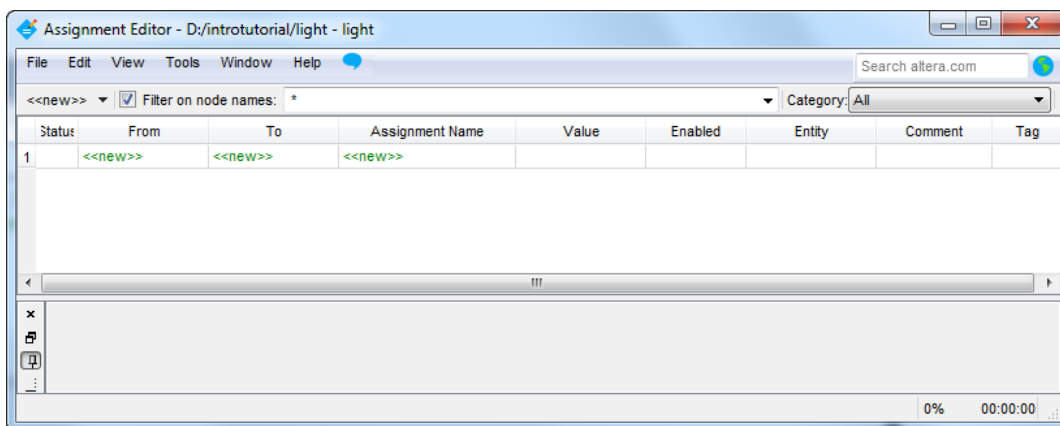 Assignment Editor - D:/introtutorial/light - light
File Edit View Tools Window Help Search altera.com
<<new>> Filter on node names: * Category: All
Status From To Assignment Name Value Enabled Entity Comment Tag
1 <<new>> <<new>> <<new>>
0% 00:00:00